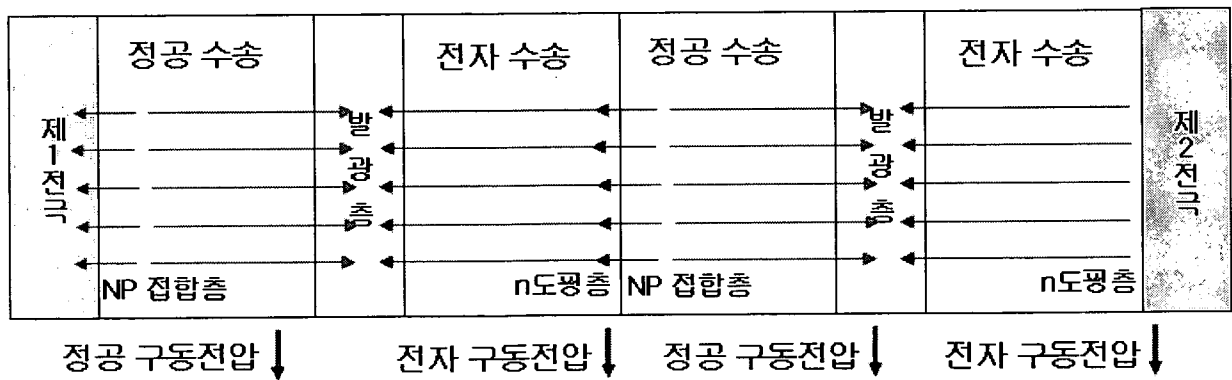 정공 수송
전자 수송
정공 수송
전자 수송
제1전극
발광층
발광층
제2전극
NP 접합층
n도핑층
NP 접합층
n도핑층
정공 구동전압
전자 구동전압
정공 구동전압
전자 구동전압